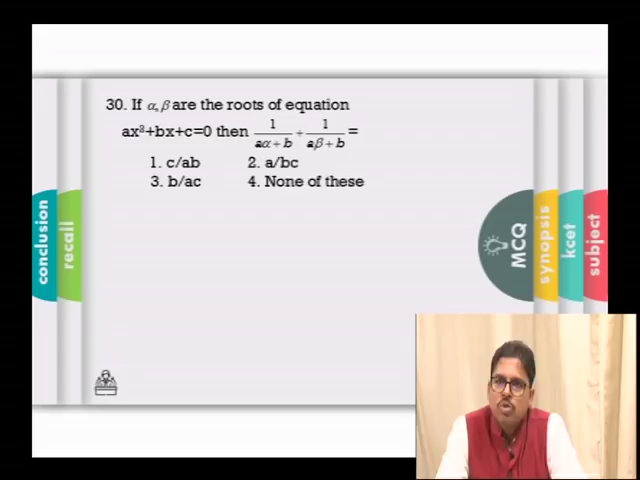 30. If α, β are the roots of equation
ax²+bx+c=0 then 1/(aα+b) + 1/(aβ+b) =
1. c/ab 2. a/bc
3. b/ac 4. None of these
conclusion
recall
MCQ
synopsis
kcet
subject